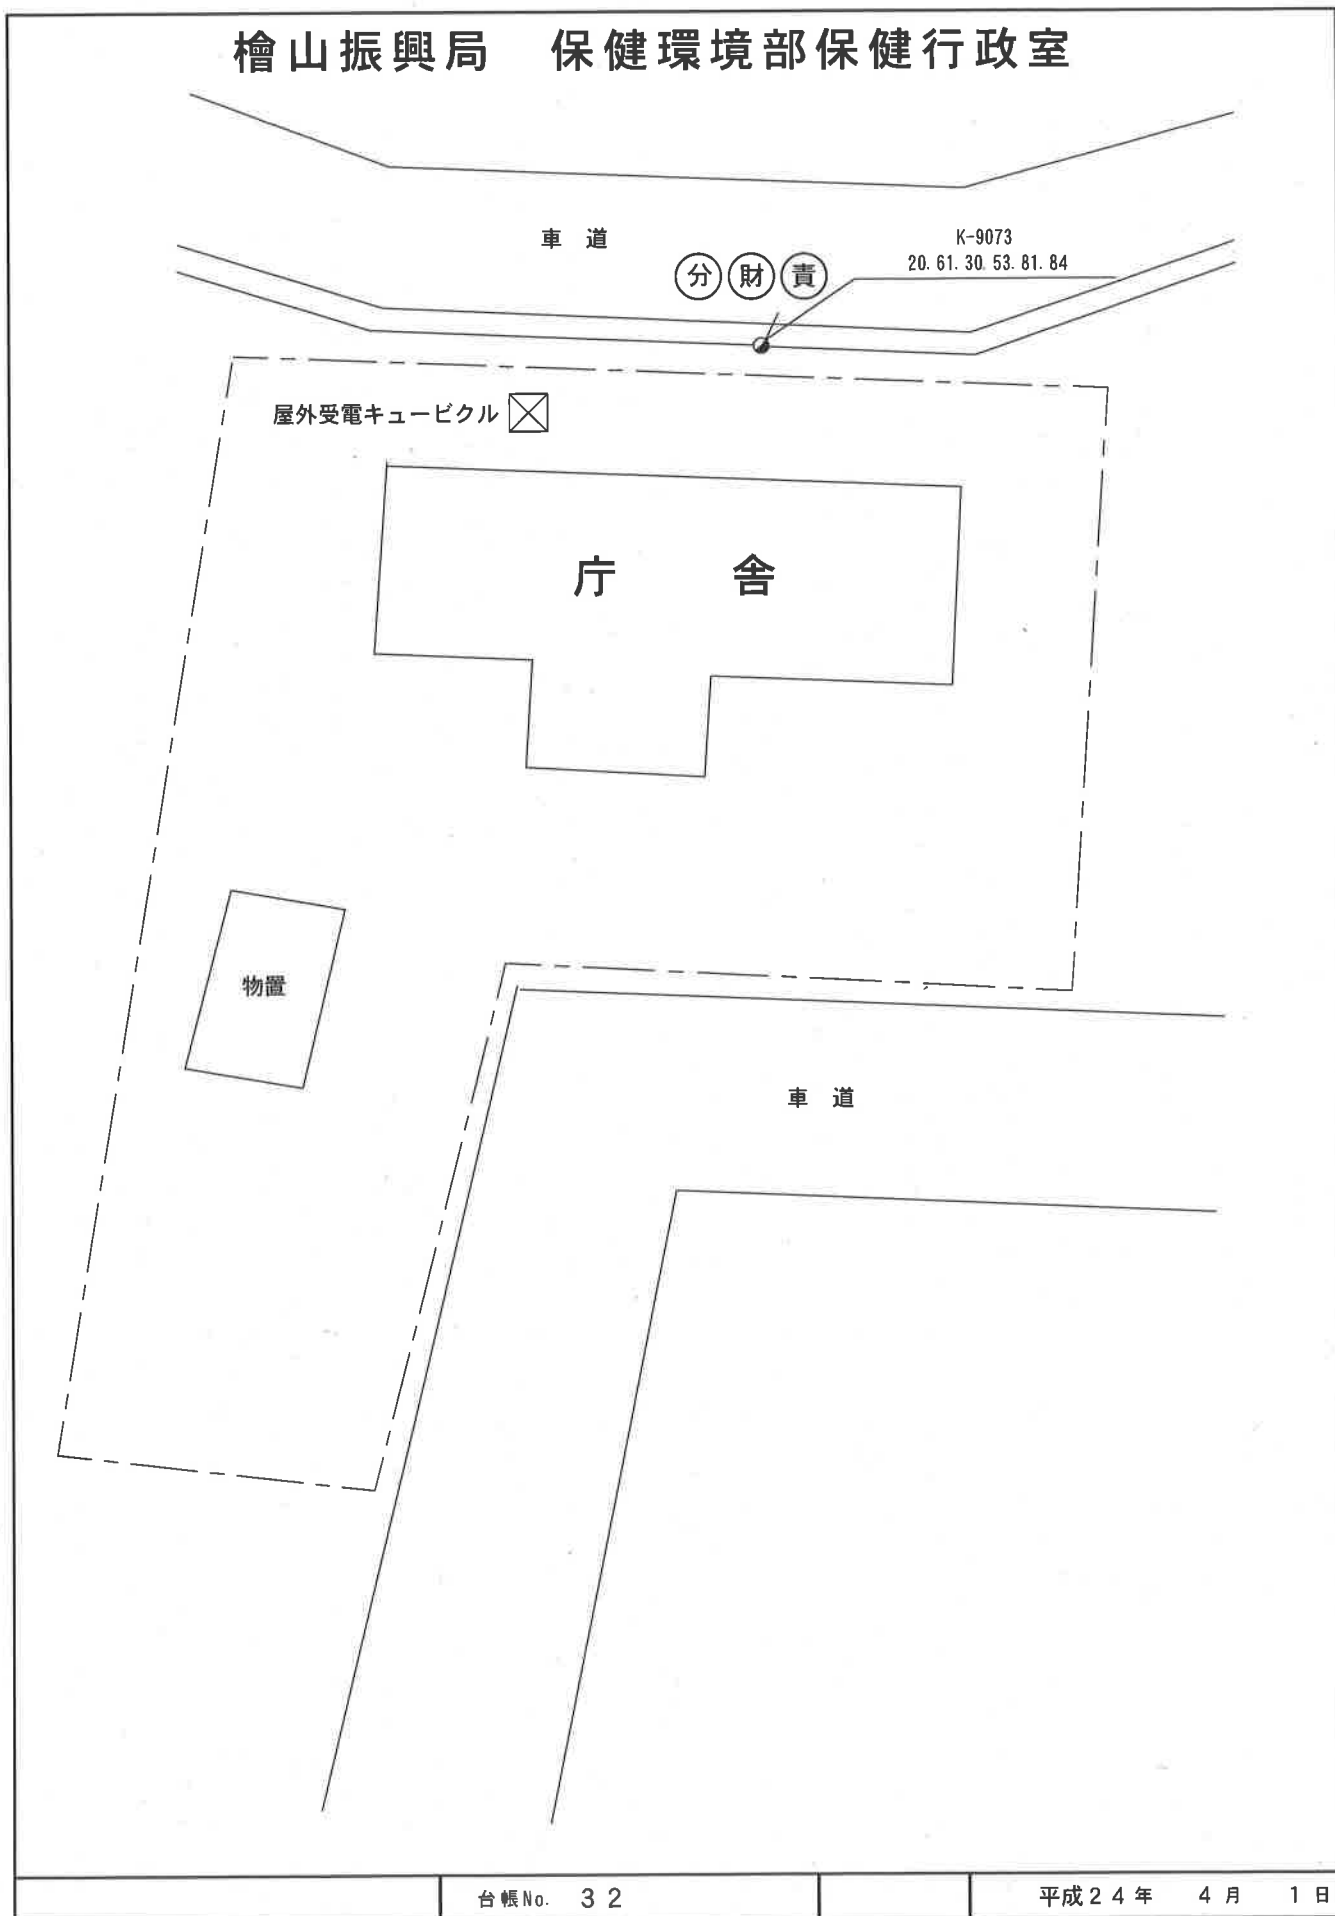 檜山振興局　保健環境部保健行政室
車 道
K-9073
20. 61. 30. 53. 81. 84
分 財 責
屋外受電キュービクル
庁 舎
物置
車 道
台帳No. 32
平成24年 4月 1日